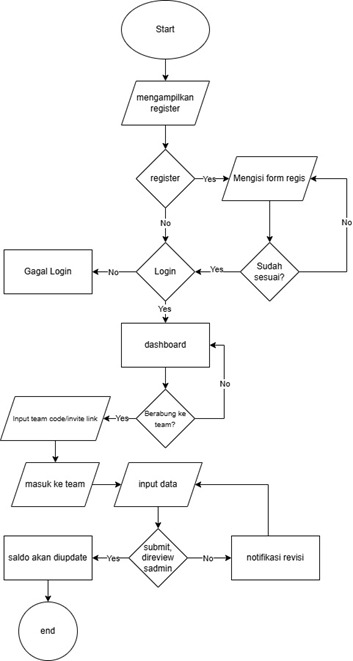 Start
mengampilkan
register
register
Yes
Mengisi form regis
No
No
Gagal Login
No
Login
Yes
Sudah
sesuai?
Yes
dashboard
No
Input team code/invite link
Yes
Berabung ke
team?
masuk ke team
input data
saldo akan diupdate
Yes
submit,
direview
sadmin
No
notifikasi revisi
end